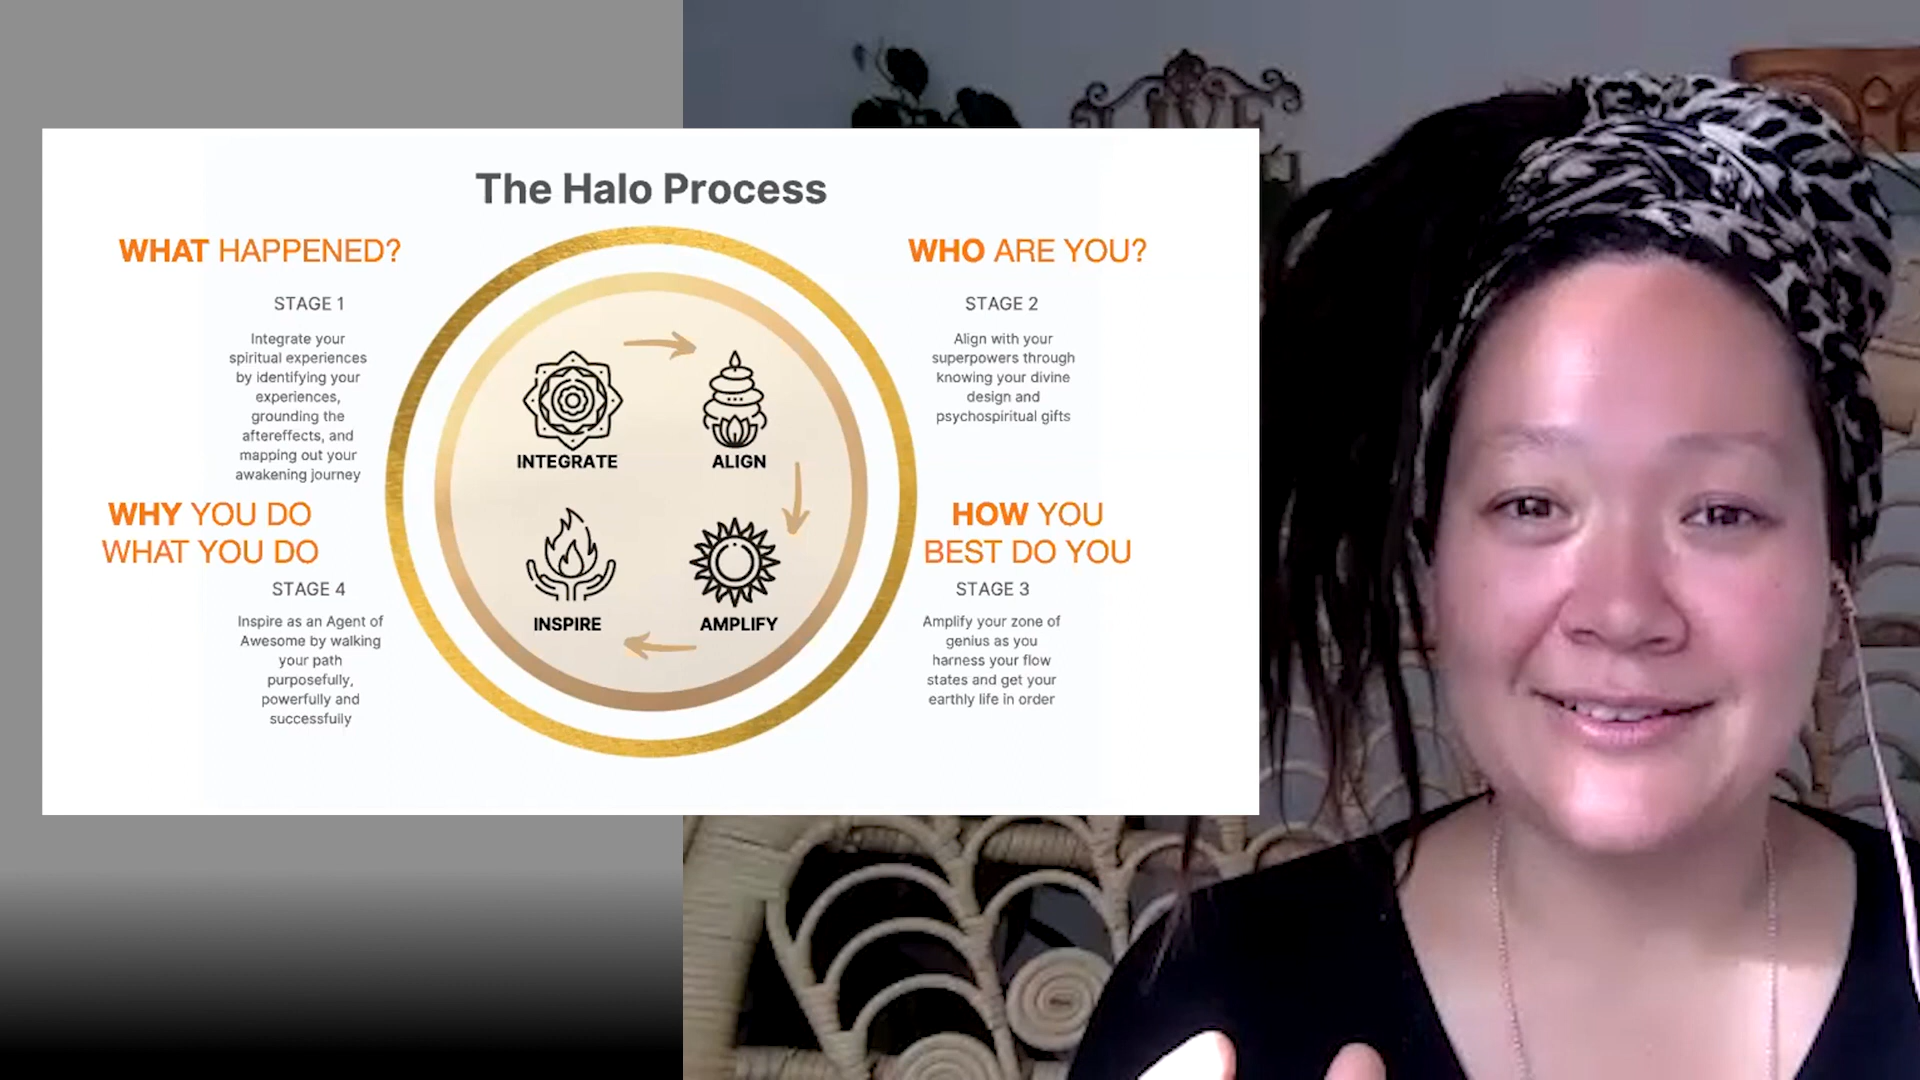 The Halo Process
WHAT HAPPENED?
STAGE 1
Integrate your
spiritual experiences
by identifying your
experiences,
grounding the
aftereffects, and
mapping out your
awakening journey
WHO ARE YOU?
STAGE 2
Align with your
superpowers through
knowing your divine
design and
psychospiritual gifts
INTEGRATE
ALIGN
HOW YOU
BEST DO YOU
STAGE 3
Amplify your zone of
genius as you
harness your flow
states and get your
earthly life in order
WHY YOU DO
WHAT YOU DO
STAGE 4
Inspire as an Agent of
Awesome by walking
your path
purposefully,
powerfully and
successfully
INSPIRE
AMPLIFY
LIVE